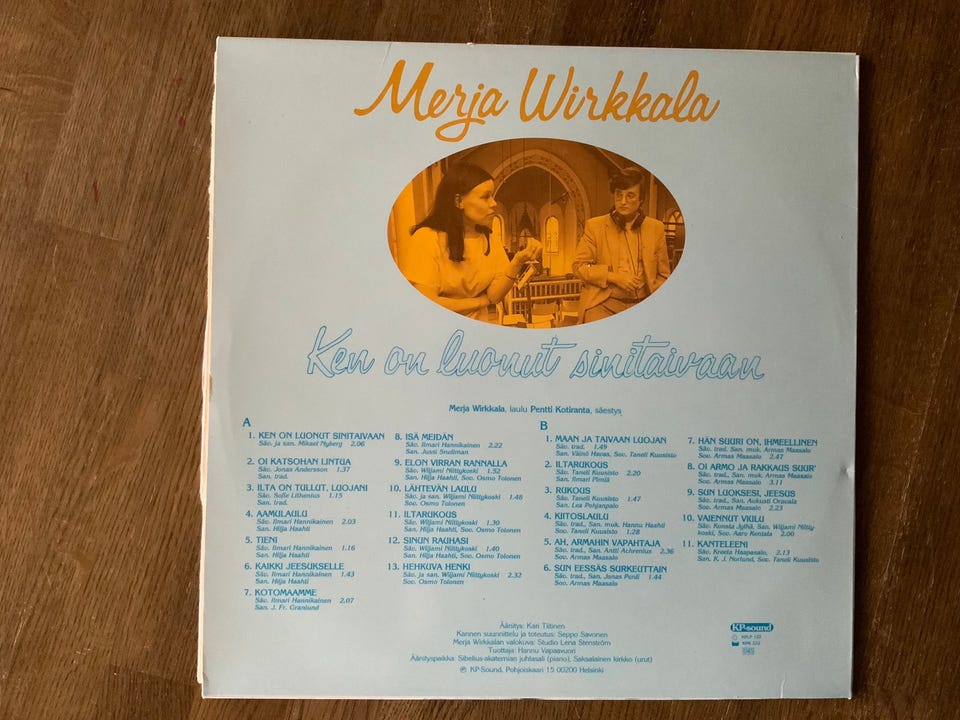 Merja Wirkkala
Ken on luonut sinitaivaan
Merja Wirkkala, laulu Pentti Kotiranta, säestys
A
1. KEN ON LUONUT SINITAIVAAN
Säv. ja san. Mikael Nyberg 2.06
2. OI KATSOHAN LINTUA
Säv. Jonas Andersson 1.37
San. trad.
3. ILTA ON TULLUT, LUOJANI
Säv. Sofie Lithenius 1.15
San. trad.
4. AAMULAULU
Säv. Ilmari Hannikainen 2.03
San. Hilja Haahti
5. TIENI
Säv. Ilmari Hannikainen 1.16
San. Hilja Haahti
6. KAIKKI JEESUKSELLE
Säv. Ilmari Hannikainen 1.43
San. Hilja Haahti
7. KOTOMAAMME
Säv. Ilmari Hannikainen 2.07
San. J. Fr. Granlund
8. ISÄ MEIDÄN
Säv. Ilmari Hannikainen 2.22
San. Jussi Snellman
9. ELON VIRRAN RANNALLA
Säv. Wiljami Niittykoski 1.52
San. Hilja Haahti, Sov. Osmo Tolonen
10. LÄHTEVÄN LAULU
Säv. ja san. Wiljami Niittykoski 1.48
Sov. Osmo Tolonen
11. ILTARUKOUS
Säv. Wiljami Niittykoski 1.30
San. Hilja Haahti, Sov. Osmo Tolonen
12. SINUN RAUHASI
Säv. Wiljami Niittykoski 1.40
San. Hilja Haahti, Sov. Osmo Tolonen
13. HEHKUVA HENKI
Säv. ja san. Wiljami Niittykoski 2.32
Sov. Osmo Tolonen
B
1. MAAN JA TAIVAAN LUOJAN
Säv. trad. 1.49
San. Väinö Havas, Sov. Taneli Kuusisto
2. ILTARUKOUS
Säv. Taneli Kuusisto 2.20
San. Ilmari Pimiä
3. RUKOUS
Säv. Taneli Kuusisto 1.47
San. Lea Pohjanpalo
4. KIITOSLAULU
Säv. trad., San. muk. Hannu Haahti
Sov. Taneli Kuusisto 1.28
5. AH, ARMAHIN VAPAHTAJA
Säv. trad., San. Antti Achrenius 2.36
Sov. Armas Maasalo
6. SUN EESSÄS SURKEUTTAIN
Säv. trad., San. Jonas Perdi 1.44
Sov. Armas Maasalo
7. HÄN SUURI ON, IHMEELLINEN
Säv. trad. San. muk. Armas Maasalo
Sov. Armas Maasalo 2.47
8. OI ARMO JA RAKKAUS SUUR'
Säv. trad., San. muk. Armas Maasalo
Sov. Armas Maasalo 3.11
9. SUN LUOKSESI, JEESUS
Säv. trad., San. Aukusti Oravala
Sov. Armas Maasalo 2.23
10. VAIENNUT VIULU
Säv. Konsta Jylhä, San. Wiljami Niitty
koski, Sov. Aaro Kentala 2.00
11. KANTELEENI
Säv. Kreeta Haapasalo, 2.13
San. K. J. Norlund, Sov. Taneli Kuusisto
Äänitys: Kari Tiitinen
Kannen suunnittelu ja toteutus: Seppo Savonen
Merja Wirkkalan valokuva: Studio Lena Stenström
Tuottaja: Hannu Vapaavuori
Äänityspaikka: Sibelius-akatemian juhlasali (piano), Saksalainen kirkko (urut)
℗ KP-Sound, Pohjoiskaari 15 00200 Helsinki
KP-sound